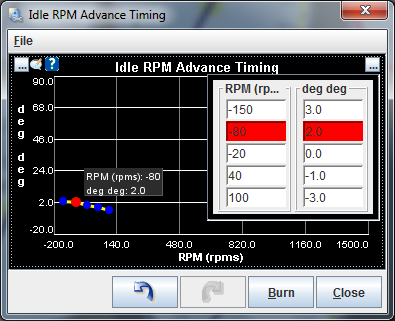 Idle RPM Advance Timing
File
... ? Idle RPM Advance Timing ...
90.0
68.0
46.0
24.0
2.0
-20.0
deg deg
RPM (rp... deg deg
-150 3.0
-80 2.0
-20 0.0
40 -1.0
100 -3.0
RPM (rpms): -80
deg deg: 2.0
-200.0 140.0 480.0 820.0 1160.0 1500.0
RPM (rpms)
Burn Close